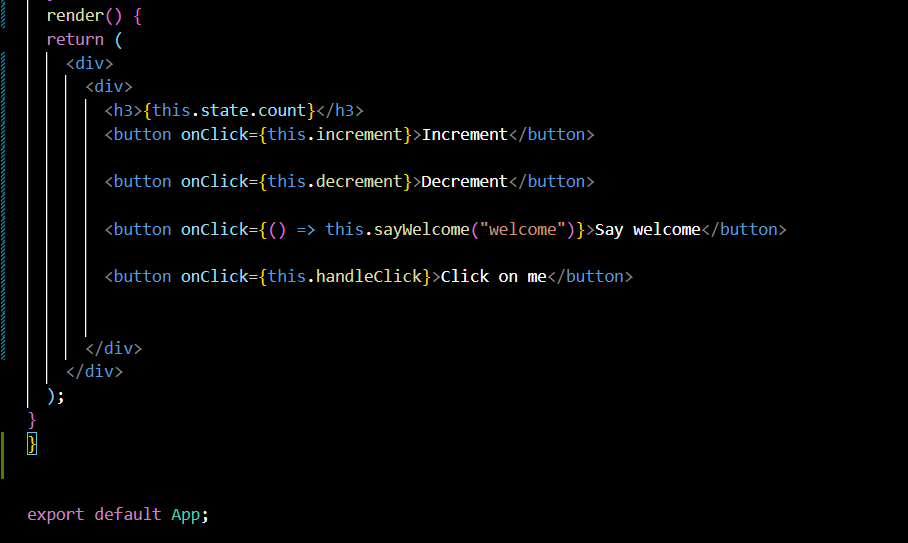 render() {
return (
<div>
<div>
<h3>{this.state.count}</h3>
<button onClick={this.increment}>Increment</button>
<button onClick={this.decrement}>Decrement</button>
<button onClick={() => this.sayWelcome("welcome")}>Say welcome</button>
<button onClick={this.handleClick}>Click on me</button>
</div>
</div>
);
}
}
export default App;